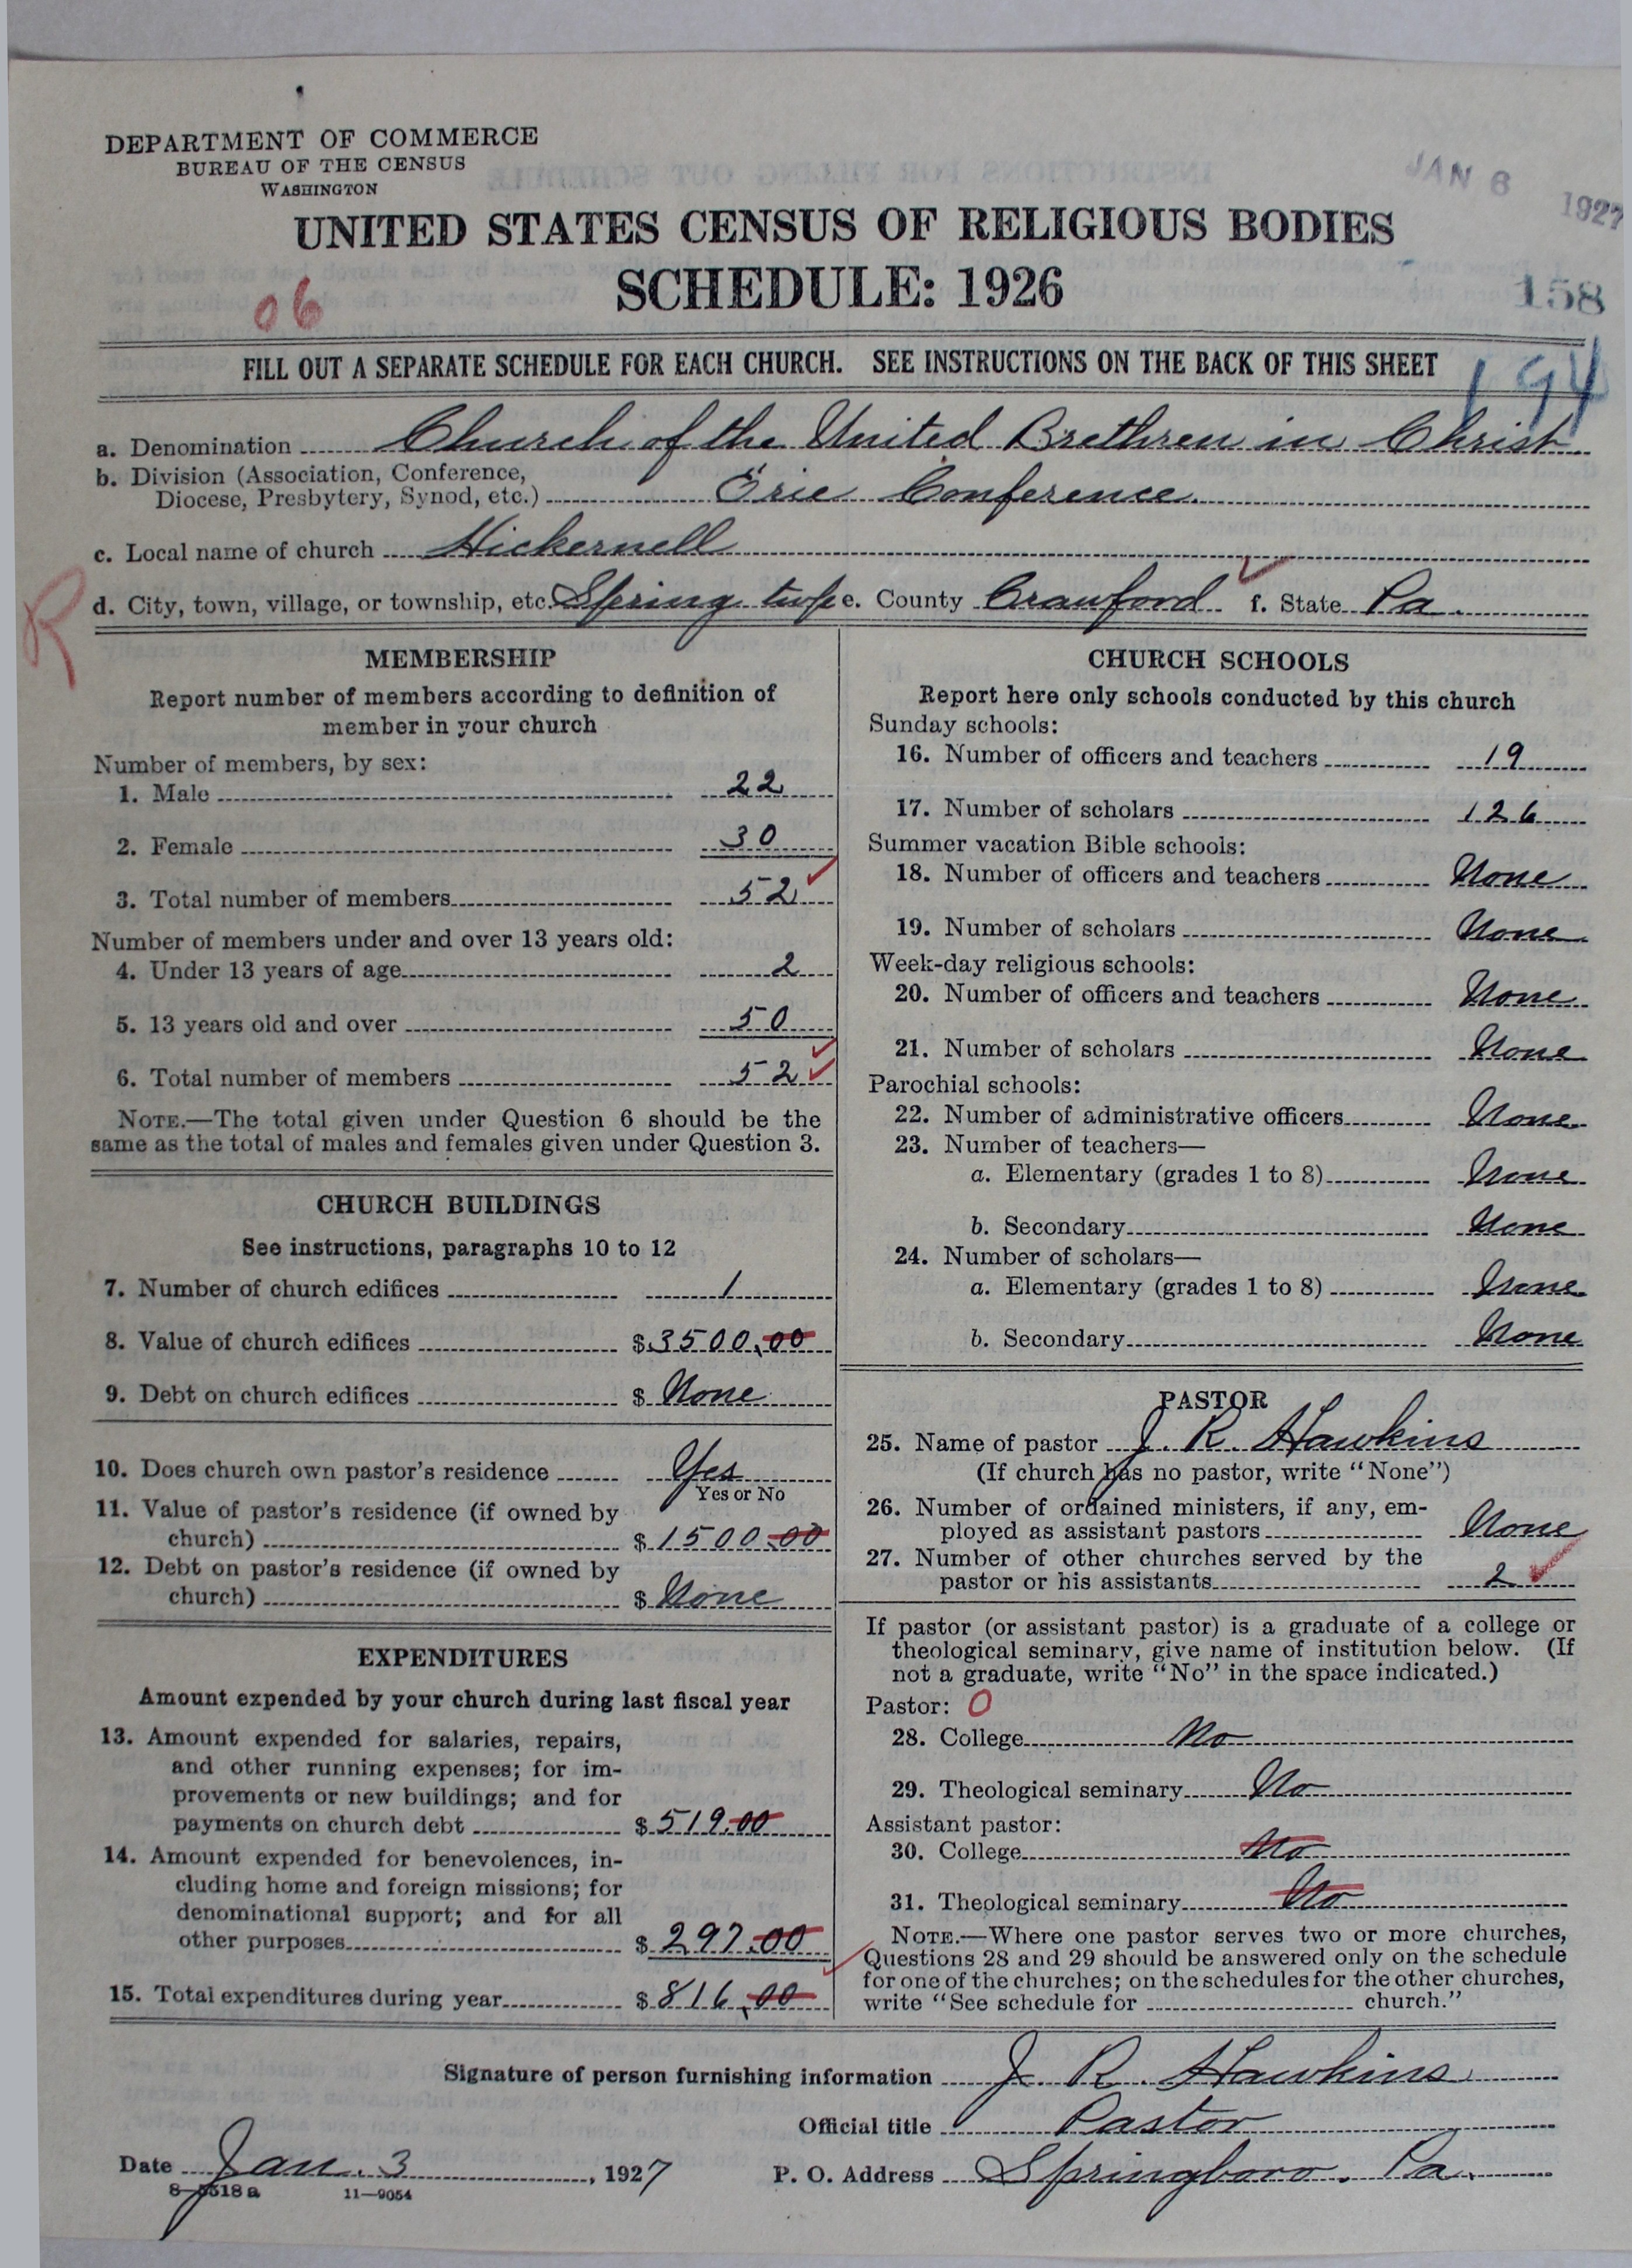 DEPARTMENT OF COMMERCE
BUREAU OF THE CENSUS
WASHINGTON
JAN 6 1927
UNITED STATES CENSUS OF RELIGIOUS BODIES
SCHEDULE: 1926
06
158
FILL OUT A SEPARATE SCHEDULE FOR EACH CHURCH. SEE INSTRUCTIONS ON THE BACK OF THIS SHEET
194
a. Denomination Church of the United Brethren in Christ
b. Division (Association, Conference,
Diocese, Presbytery, Synod, etc.) Erie Conference.
c. Local name of church Hickernell
R
d. City, town, village, or township, etc. Spring twp e. County Crawford f. State Pa.
MEMBERSHIP
Report number of members according to definition of
member in your church
Number of members, by sex:
1. Male 22
2. Female 30
3. Total number of members 52
Number of members under and over 13 years old:
4. Under 13 years of age 2
5. 13 years old and over 50
6. Total number of members 52
NOTE.—The total given under Question 6 should be the
same as the total of males and females given under Question 3.
CHURCH BUILDINGS
See instructions, paragraphs 10 to 12
7. Number of church edifices 1
8. Value of church edifices $3500.00
9. Debt on church edifices $ None
10. Does church own pastor's residence Yes
Yes or No
11. Value of pastor's residence (if owned by
church) $1500.00
12. Debt on pastor's residence (if owned by
church) $ None
EXPENDITURES
Amount expended by your church during last fiscal year
13. Amount expended for salaries, repairs,
and other running expenses; for im-
provements or new buildings; and for
payments on church debt $519.00
14. Amount expended for benevolences, in-
cluding home and foreign missions; for
denominational support; and for all
other purposes $297.00
15. Total expenditures during year $816.00
CHURCH SCHOOLS
Report here only schools conducted by this church
Sunday schools:
16. Number of officers and teachers 19
17. Number of scholars 126
Summer vacation Bible schools:
18. Number of officers and teachers None
19. Number of scholars None
Week-day religious schools:
20. Number of officers and teachers None
21. Number of scholars None
Parochial schools:
22. Number of administrative officers None
23. Number of teachers—
a. Elementary (grades 1 to 8) None
b. Secondary None
24. Number of scholars—
a. Elementary (grades 1 to 8) None
b. Secondary None
PASTOR
25. Name of pastor J. R. Hawkins
(If church has no pastor, write "None")
26. Number of ordained ministers, if any, em-
ployed as assistant pastors None
27. Number of other churches served by the
pastor or his assistants 2
If pastor (or assistant pastor) is a graduate of a college or
theological seminary, give name of institution below. (If
not a graduate, write "No" in the space indicated.)
Pastor: O
28. College No
29. Theological seminary No
Assistant pastor:
30. College No
31. Theological seminary No
NOTE.—Where one pastor serves two or more churches,
Questions 28 and 29 should be answered only on the schedule
for one of the churches; on the schedules for the other churches,
write "See schedule for church."
Signature of person furnishing information J. R. Hawkins
Official title Pastor
Date Jan. 3, 1927 P. O. Address Springboro, Pa.
8-5518a 11—9054